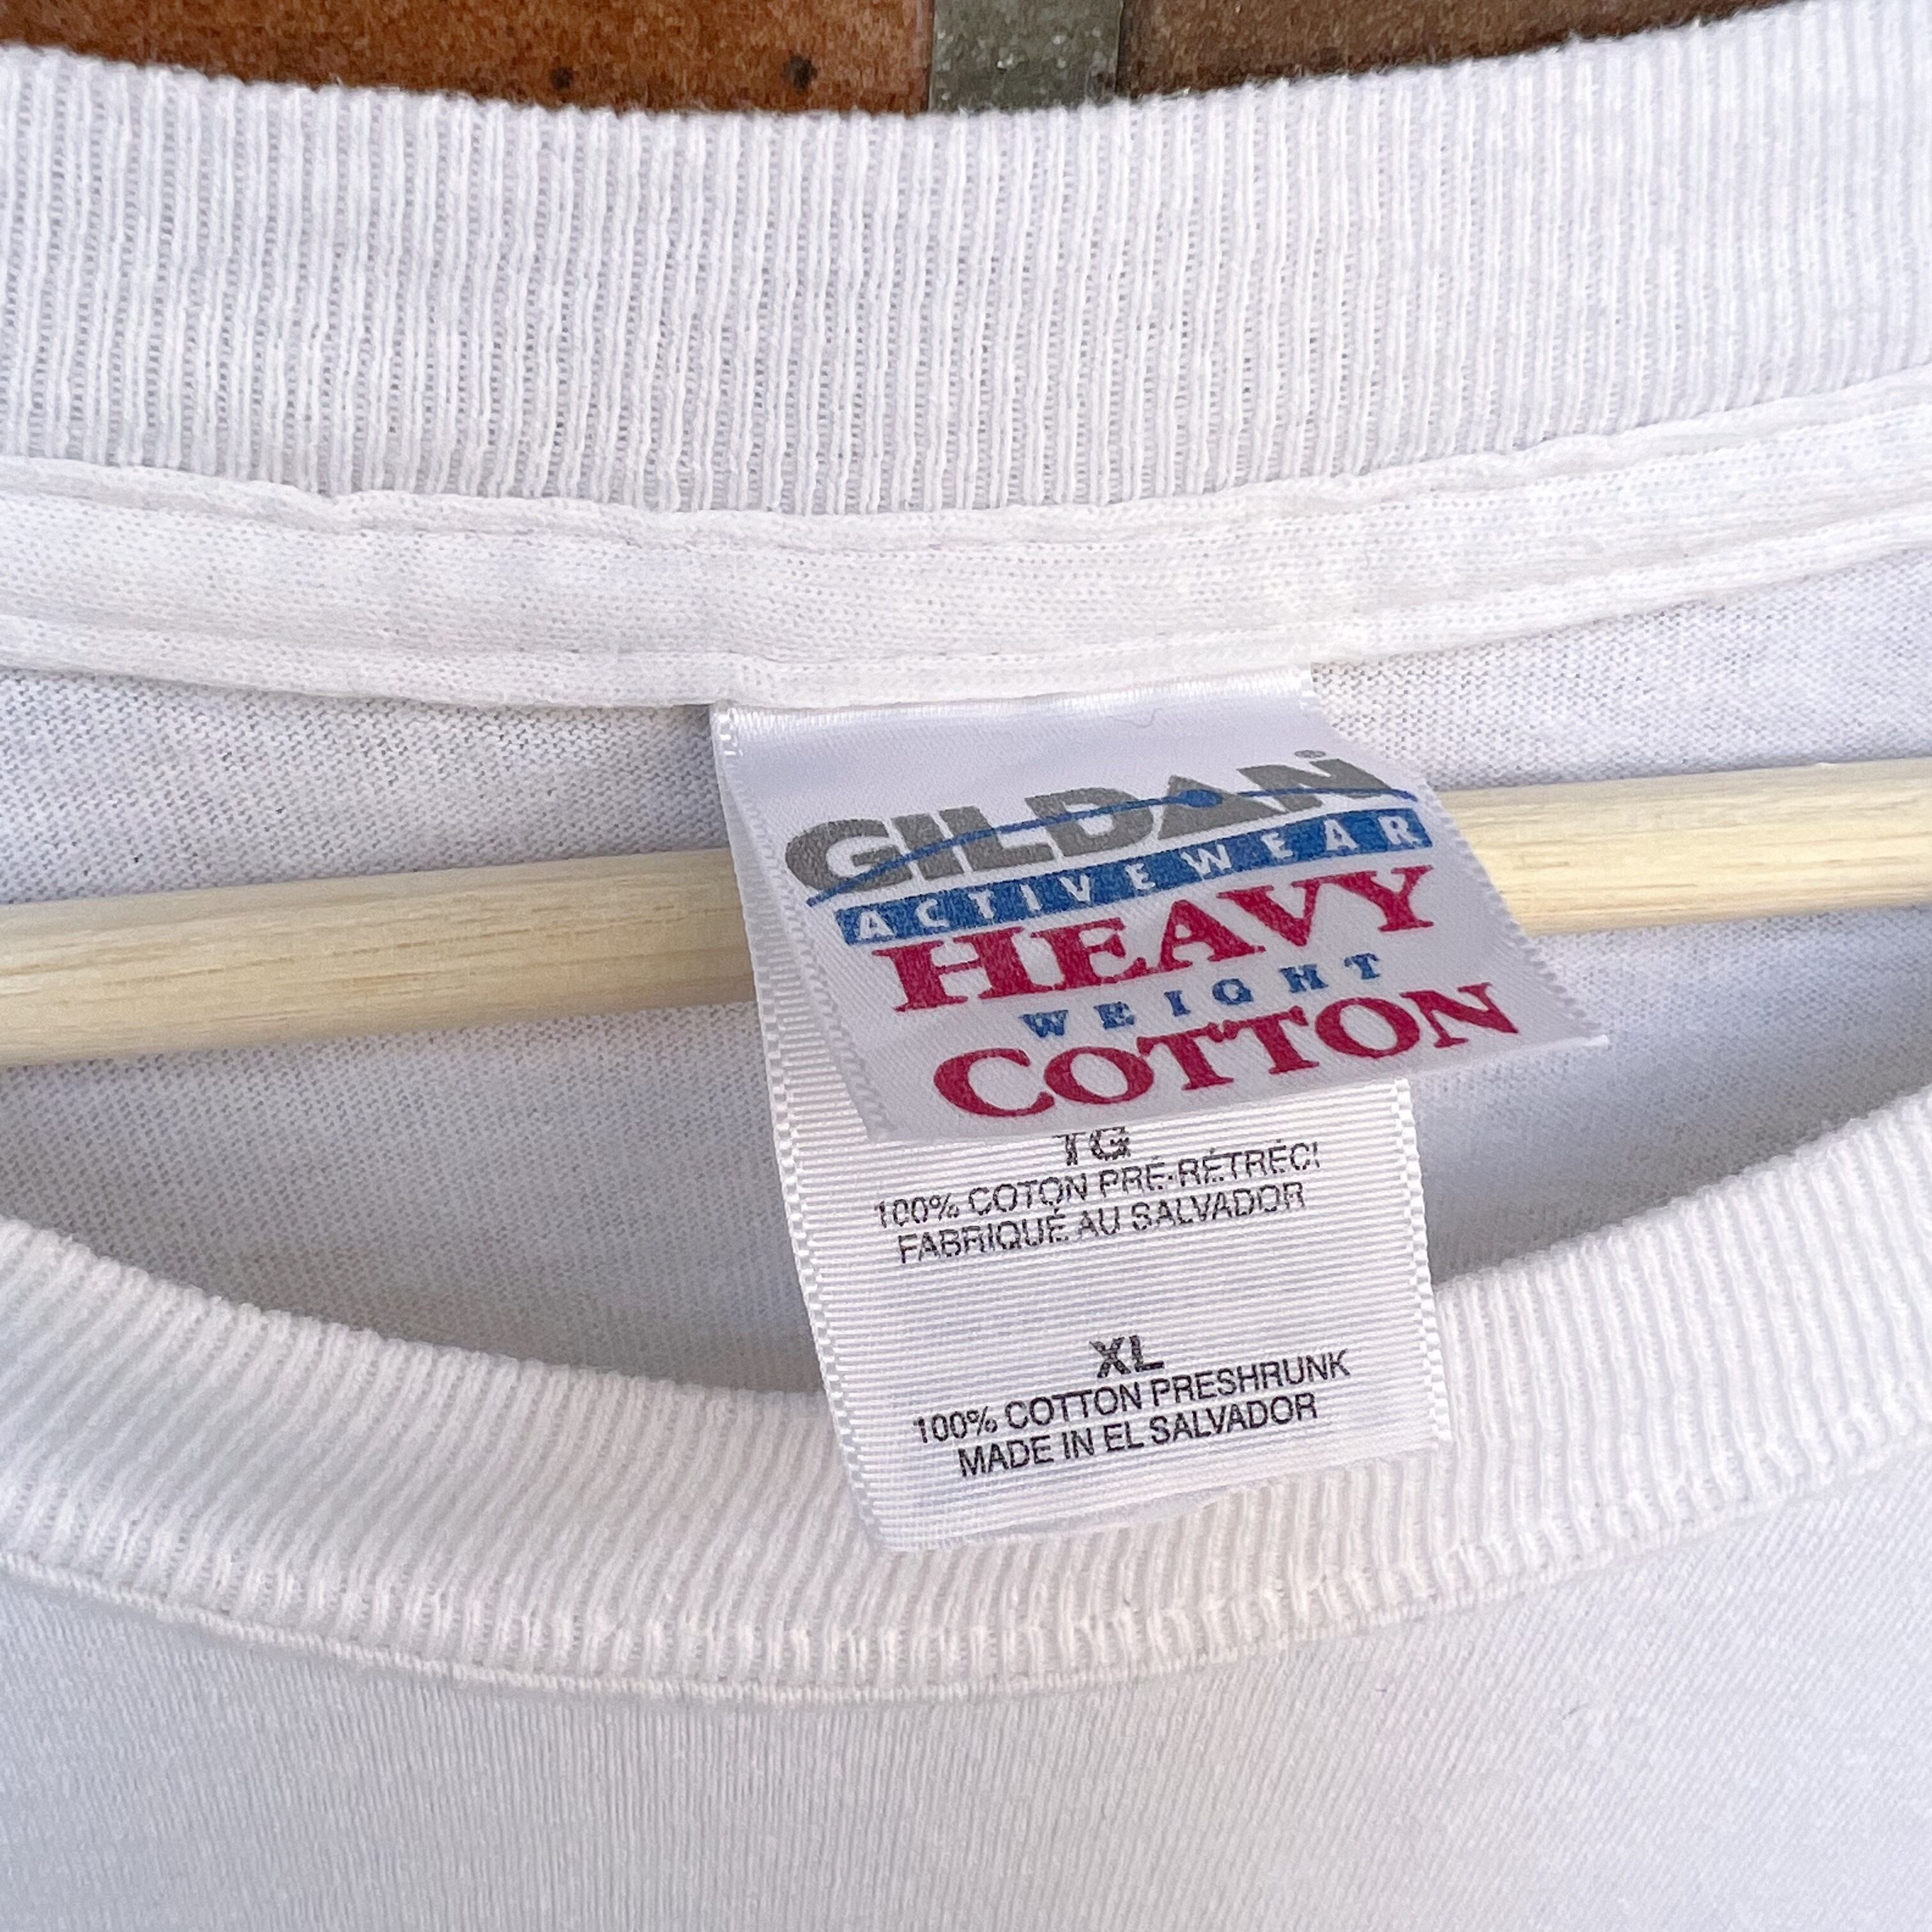 GILDAN®
ACTIVEWEAR
HEAVY
WEIGHT
COTTON
TG
100% COTON PRÉ-RÉTRÉCI
FABRIQUÉ AU SALVADOR
XL
100% COTTON PRESHRUNK
MADE IN EL SALVADOR